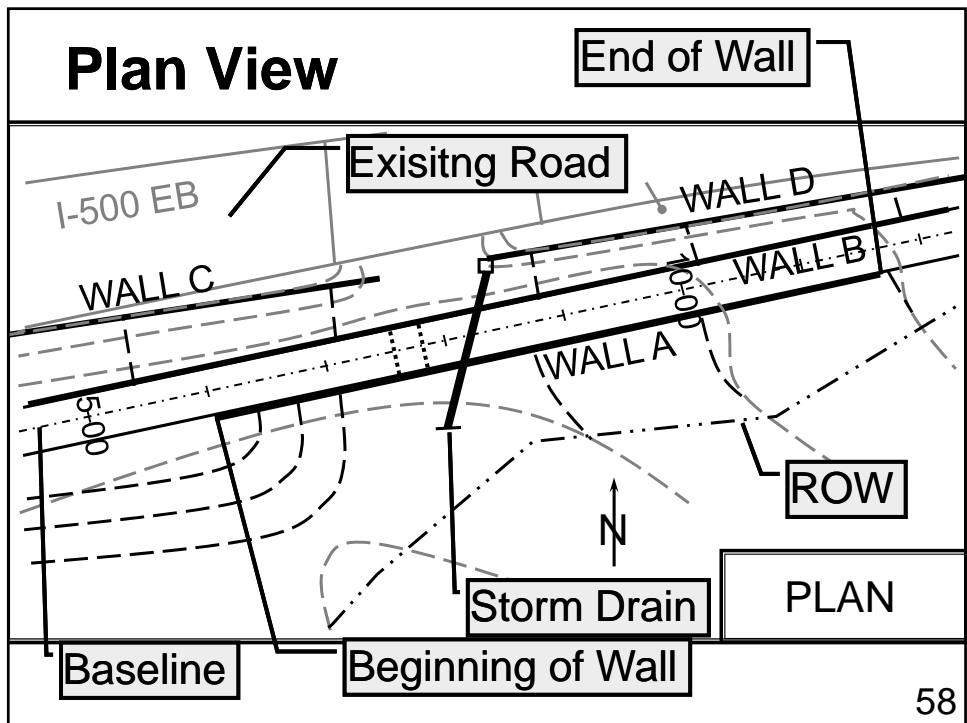 Plan View
End of Wall
Exisitng Road
I-500 EB
WALL D
WALL C
WALL B
10-00
WALL A
5-00
ROW
N
Storm Drain
PLAN
Baseline
Beginning of Wall
58